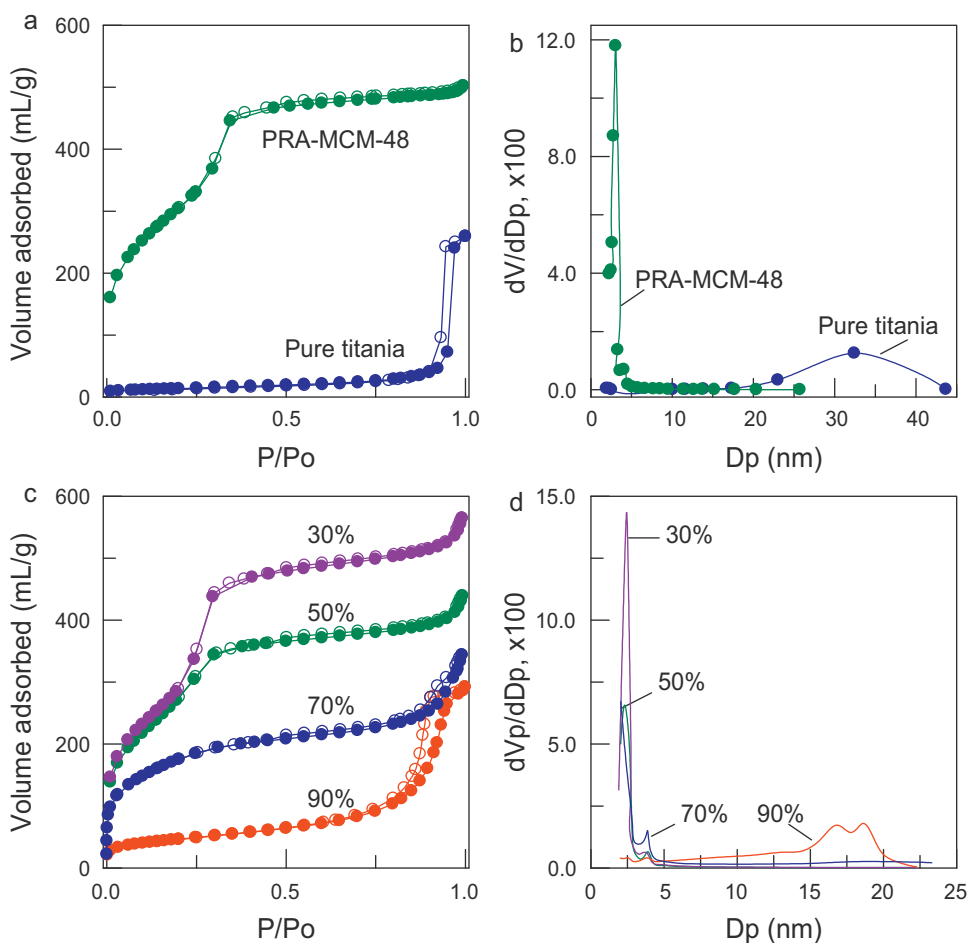 a
600
400
200
0
Volume adsorbed (mL/g)
PRA-MCM-48
Pure titania
0.0
0.5
1.0
P/Po
b
12.0
8.0
4.0
0.0
dV/dDp, x100
PRA-MCM-48
Pure titania
0
10
20
30
40
Dp (nm)
c
600
400
200
0
Volume adsorbed (mL/g)
30%
50%
70%
90%
0.0
0.5
1.0
P/Po
d
15.0
10.0
5.0
0.0
dVp/dDp, x100
30%
50%
70%
90%
0
5
10
15
20
25
Dp (nm)